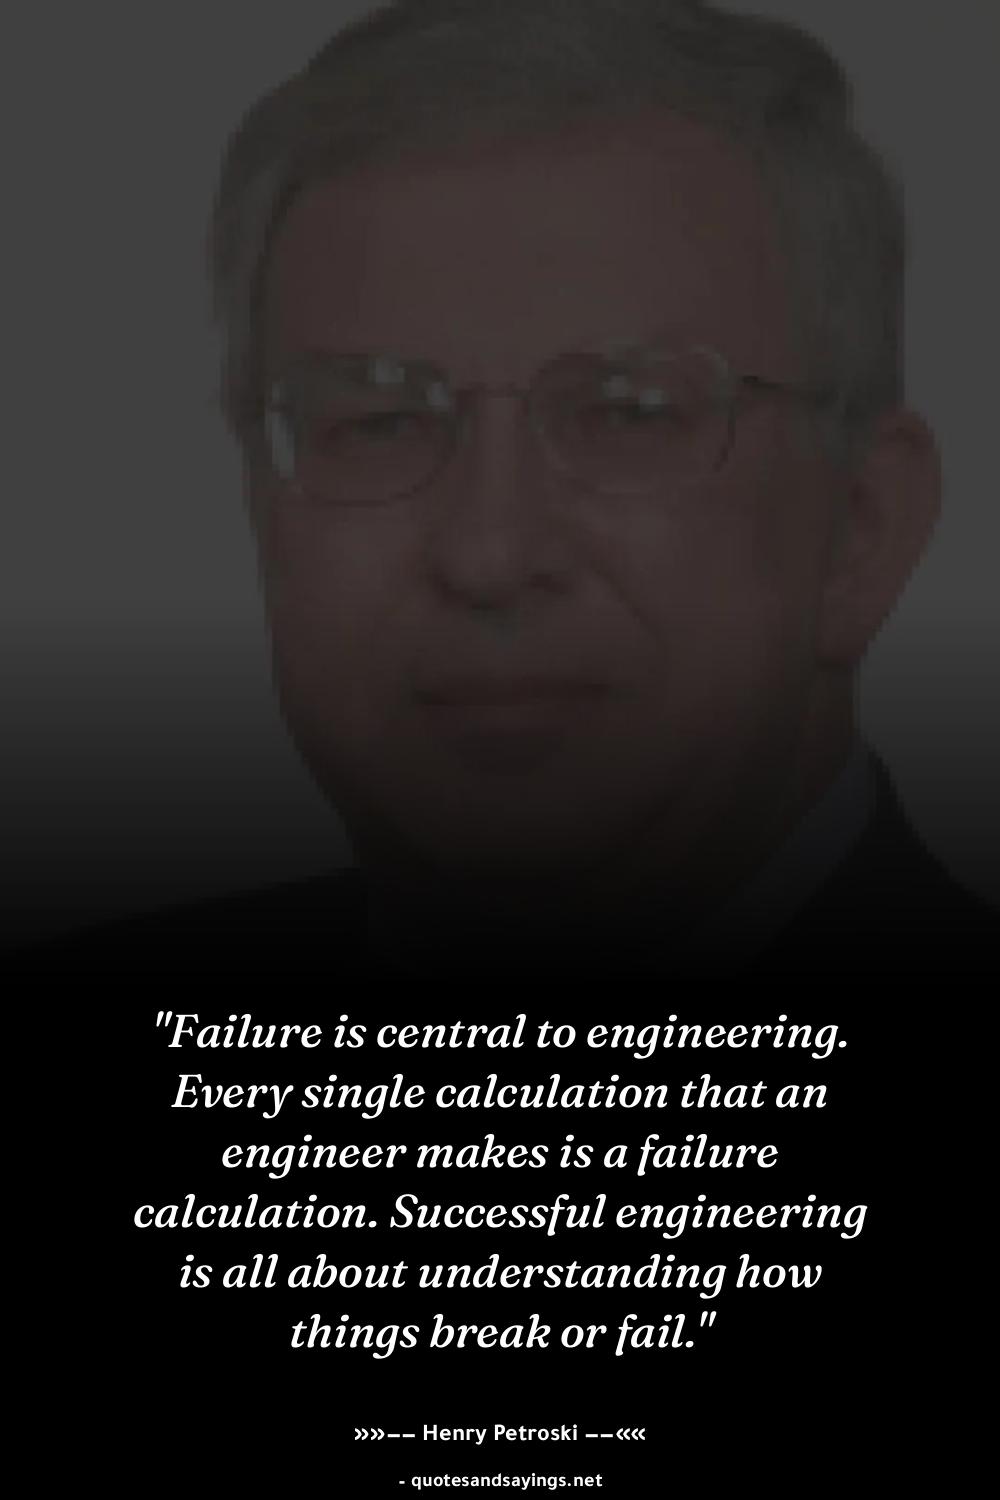 "Failure is central to engineering.
Every single calculation that an
engineer makes is a failure
calculation. Successful engineering
is all about understanding how
things break or fail."
»»−− Henry Petroski −−««
- quotesandsayings.net